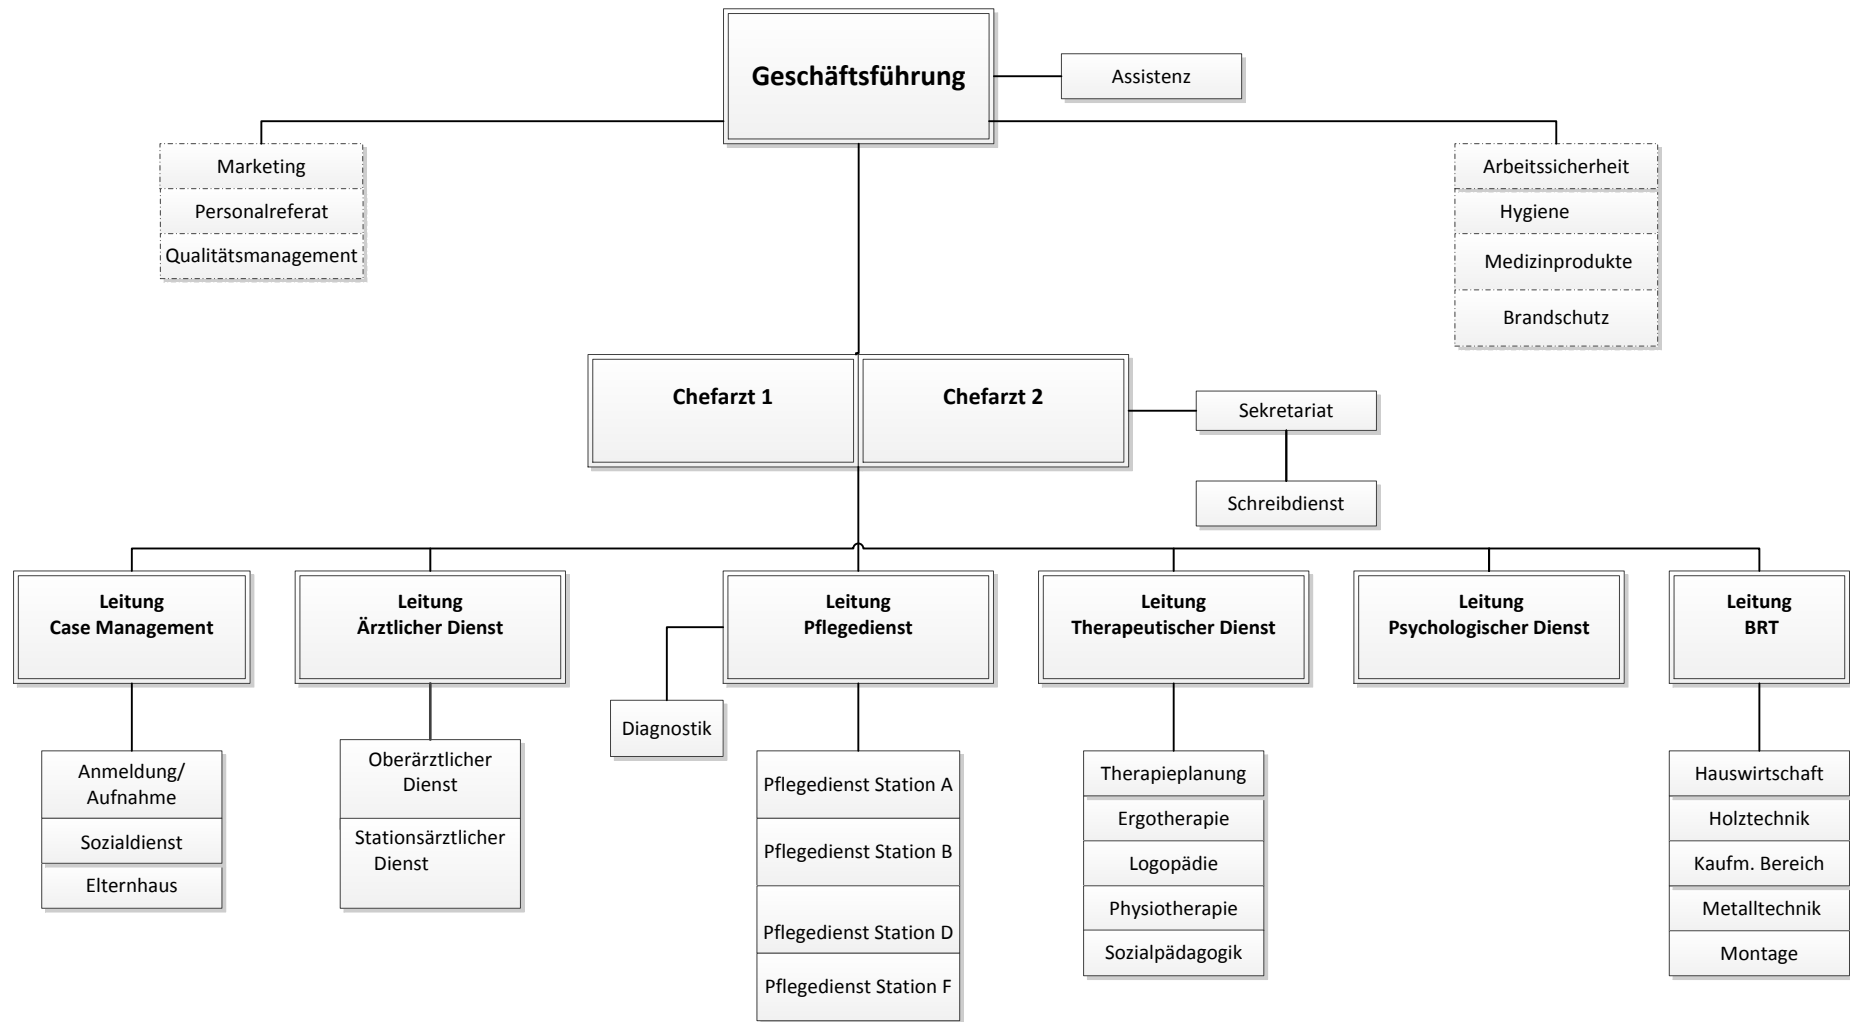 Geschäftsführung
Assistenz
Marketing
Personalreferat
Qualitätsmanagement
Arbeitssicherheit
Hygiene
Medizinprodukte
Brandschutz
Chefarzt 1
Chefarzt 2
Sekretariat
Schreibdienst
Leitung
Case Management
Leitung
Ärztlicher Dienst
Leitung
Pflegedienst
Leitung
Therapeutischer Dienst
Leitung
Psychologischer Dienst
Leitung
BRT
Anmeldung/
Aufnahme
Sozialdienst
Elternhaus
Oberärztlicher
Dienst
Stationsärztlicher
Dienst
Diagnostik
Pflegedienst Station A
Pflegedienst Station B
Pflegedienst Station D
Pflegedienst Station F
Therapieplanung
Ergotherapie
Logopädie
Physiotherapie
Sozialpädagogik
Hauswirtschaft
Holztechnik
Kaufm. Bereich
Metalltechnik
Montage